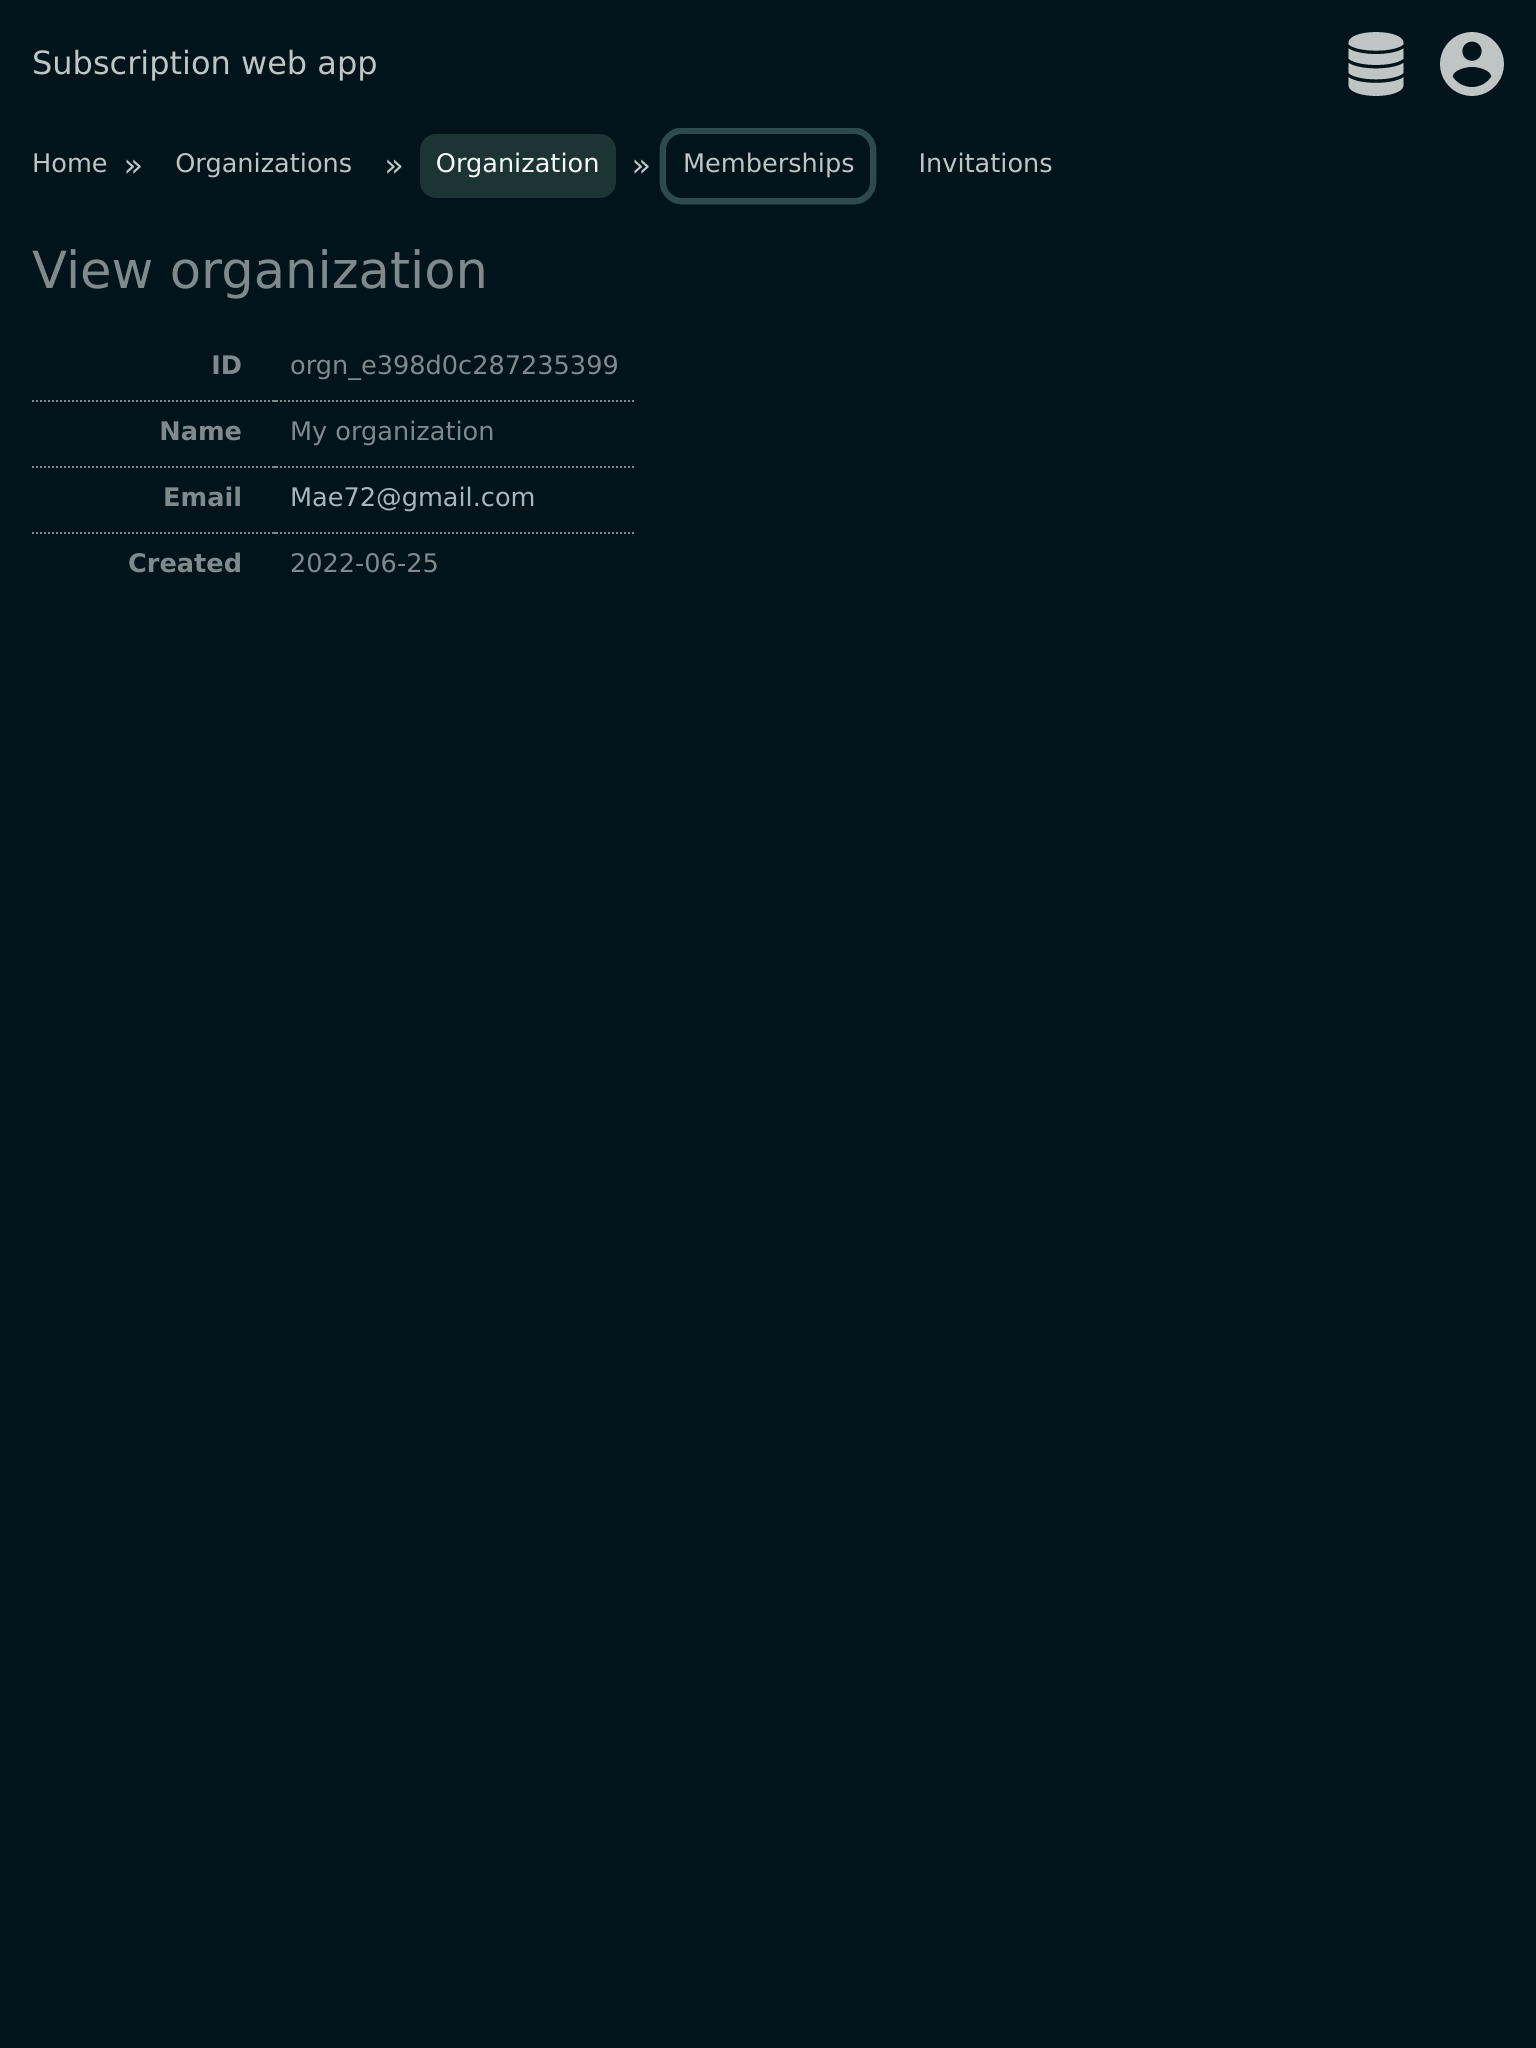 Subscription web app
Home » Organizations » Organization » Memberships Invitations
View organization
ID orgn_e398d0c287235399
Name My organization
Email Mae72@gmail.com
Created 2022-06-25